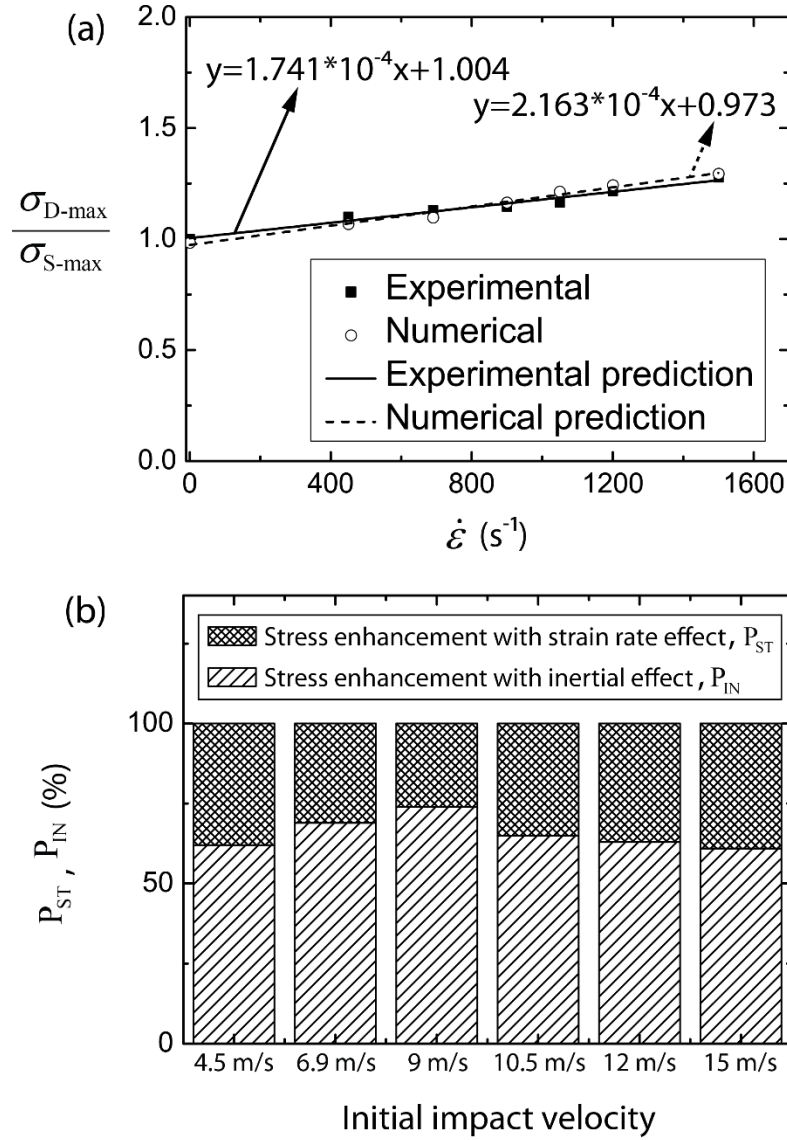 (a)
2.0
1.5
1.0
0.5
0.0
σD-max
σS-max
y=1.741*10-4x+1.004
y=2.163*10-4x+0.973
Experimental
Numerical
Experimental prediction
Numerical prediction
0 400 800 1200 1600
ε̇ (s-1)
(b)
Stress enhancement with strain rate effect, PST
Stress enhancement with inertial effect, PIN
100
50
0
PST, PIN (%)
4.5 m/s 6.9 m/s 9 m/s 10.5 m/s 12 m/s 15 m/s
Initial impact velocity